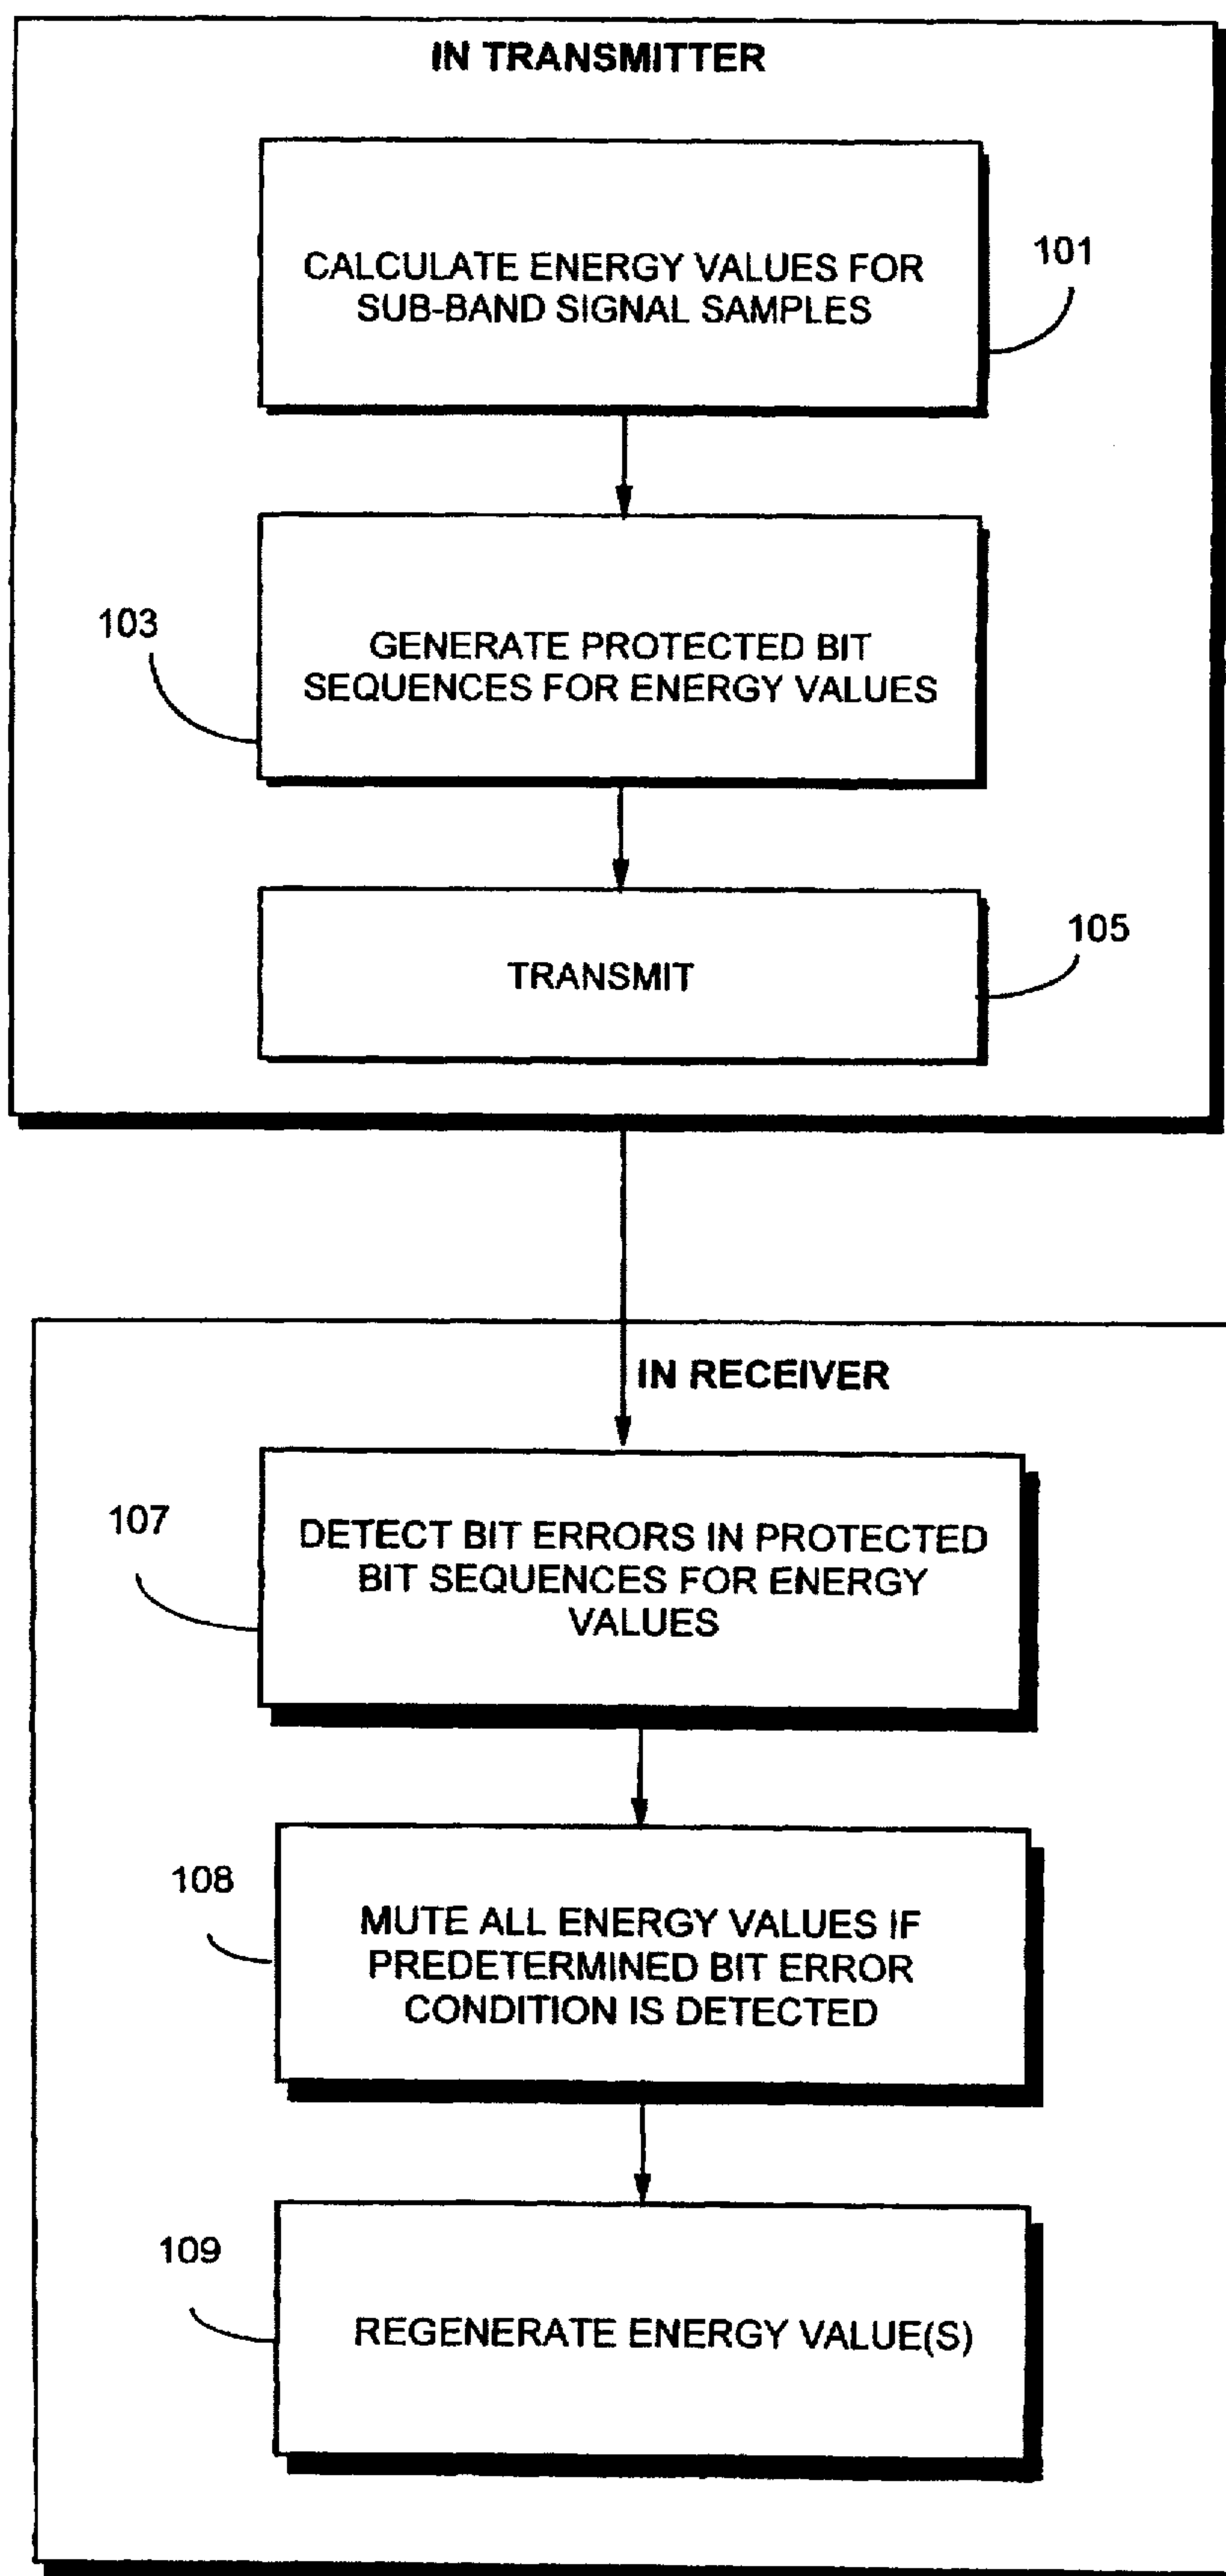 IN TRANSMITTER
CALCULATE ENERGY VALUES FOR
SUB-BAND SIGNAL SAMPLES
101
103
GENERATE PROTECTED BIT
SEQUENCES FOR ENERGY VALUES
105
TRANSMIT
IN RECEIVER
107
DETECT BIT ERRORS IN PROTECTED
BIT SEQUENCES FOR ENERGY
VALUES
108
MUTE ALL ENERGY VALUES IF
PREDETERMINED BIT ERROR
CONDITION IS DETECTED
109
REGENERATE ENERGY VALUE(S)